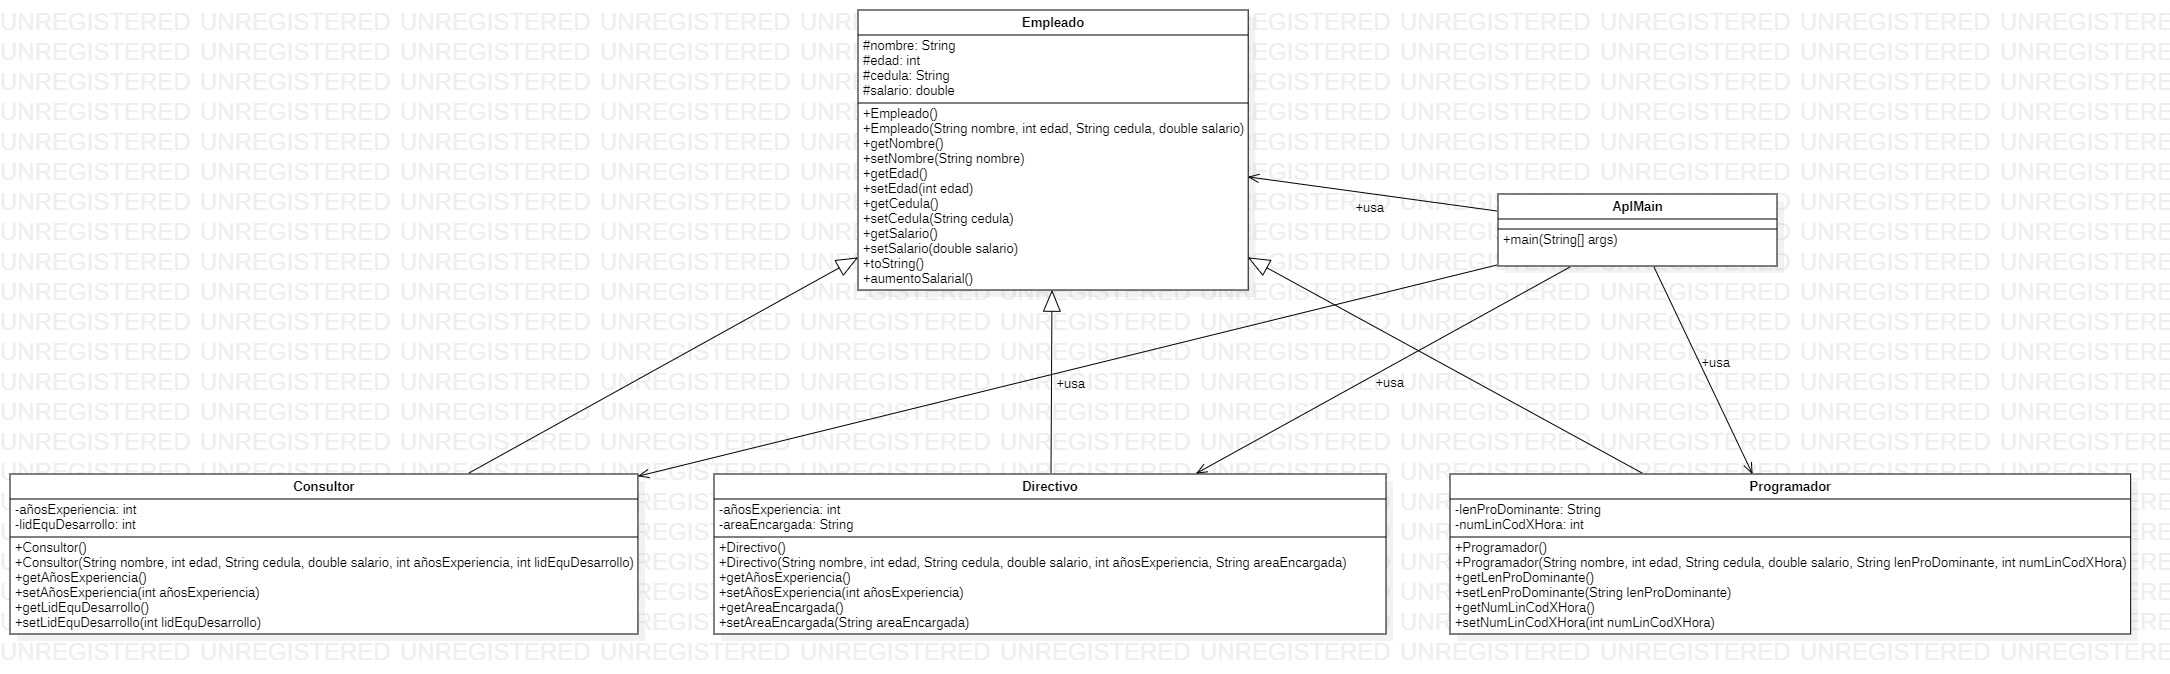 Empleado
#nombre: String
#edad: int
#cedula: String
#salario: double
+Empleado()
+Empleado(String nombre, int edad, String cedula, double salario)
+getNombre()
+setNombre(String nombre)
+getEdad()
+setEdad(int edad)
+getCedula()
+setCedula(String cedula)
+getSalario()
+setSalario(double salario)
+toString()
+aumentoSalarial()
+usa
AplMain
+main(String[] args)
+usa
+usa
+usa
Consultor
-añosExperiencia: int
-lidEquDesarrollo: int
+Consultor()
+Consultor(String nombre, int edad, String cedula, double salario, int añosExperiencia, int lidEquDesarrollo)
+getAñosExperiencia()
+setAñosExperiencia(int añosExperiencia)
+getLidEquDesarrollo()
+setLidEquDesarrollo(int lidEquDesarrollo)
Directivo
-añosExperiencia: int
-areaEncargada: String
+Directivo()
+Directivo(String nombre, int edad, String cedula, double salario, int añosExperiencia, String areaEncargada)
+getAñosExperiencia()
+setAñosExperiencia(int añosExperiencia)
+getAreaEncargada()
+setAreaEncargada(String areaEncargada)
Programador
-lenProDominante: String
-numLinCodXHora: int
+Programador()
+Programador(String nombre, int edad, String cedula, double salario, String lenProDominante, int numLinCodXHora)
+getLenProDominante()
+setLenProDominante(String lenProDominante)
+getNumLinCodXHora()
+setNumLinCodXHora(int numLinCodXHora)
UNREGISTERED